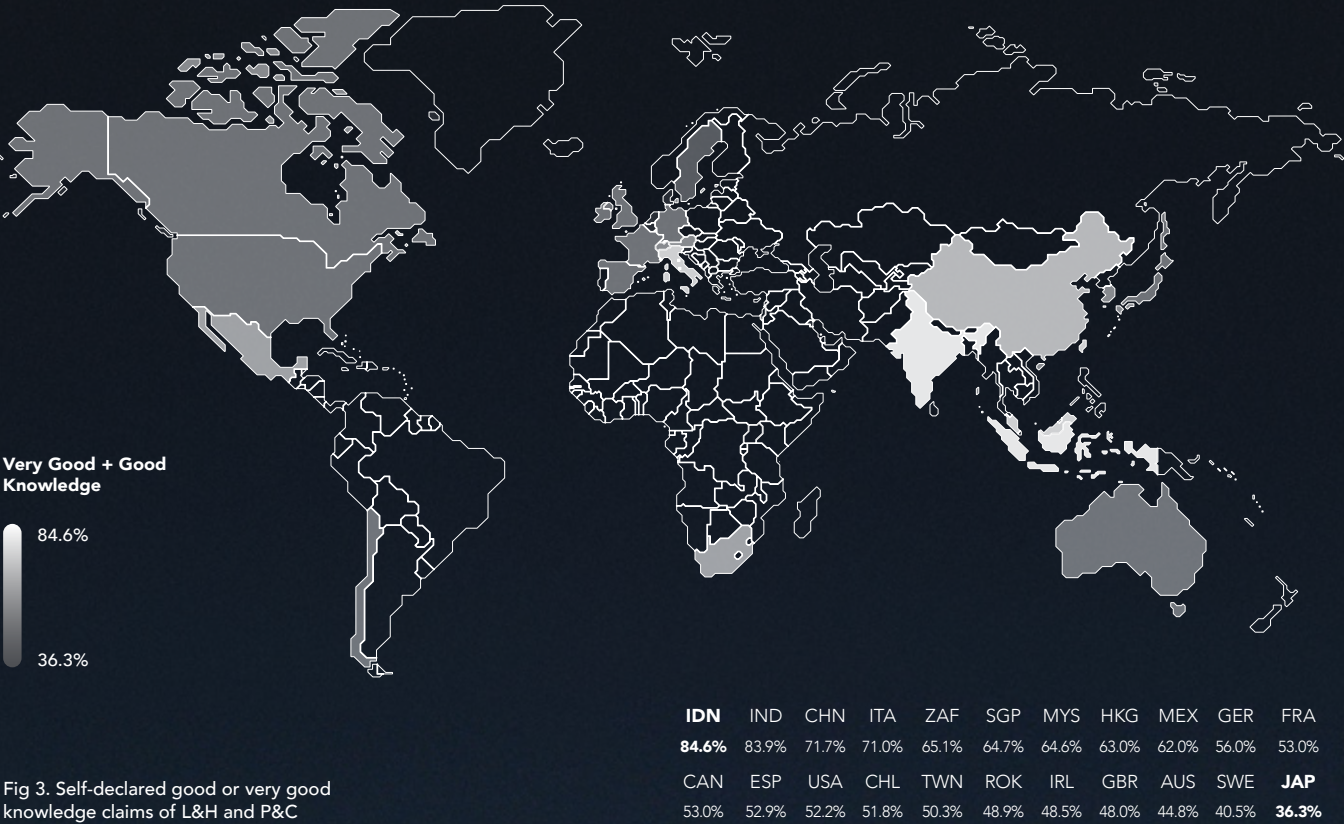 Very Good + Good
Knowledge
84.6%
36.3%
IDN IND CHN ITA ZAF SGP MYS HKG MEX GER FRA
84.6% 83.9% 71.7% 71.0% 65.1% 64.7% 64.6% 63.0% 62.0% 56.0% 53.0%
CAN ESP USA CHL TWN ROK IRL GBR AUS SWE JAP
53.0% 52.9% 52.2% 51.8% 50.3% 48.9% 48.5% 48.0% 44.8% 40.5% 36.3%
Fig 3. Self-declared good or very good
knowledge claims of L&H and P&C